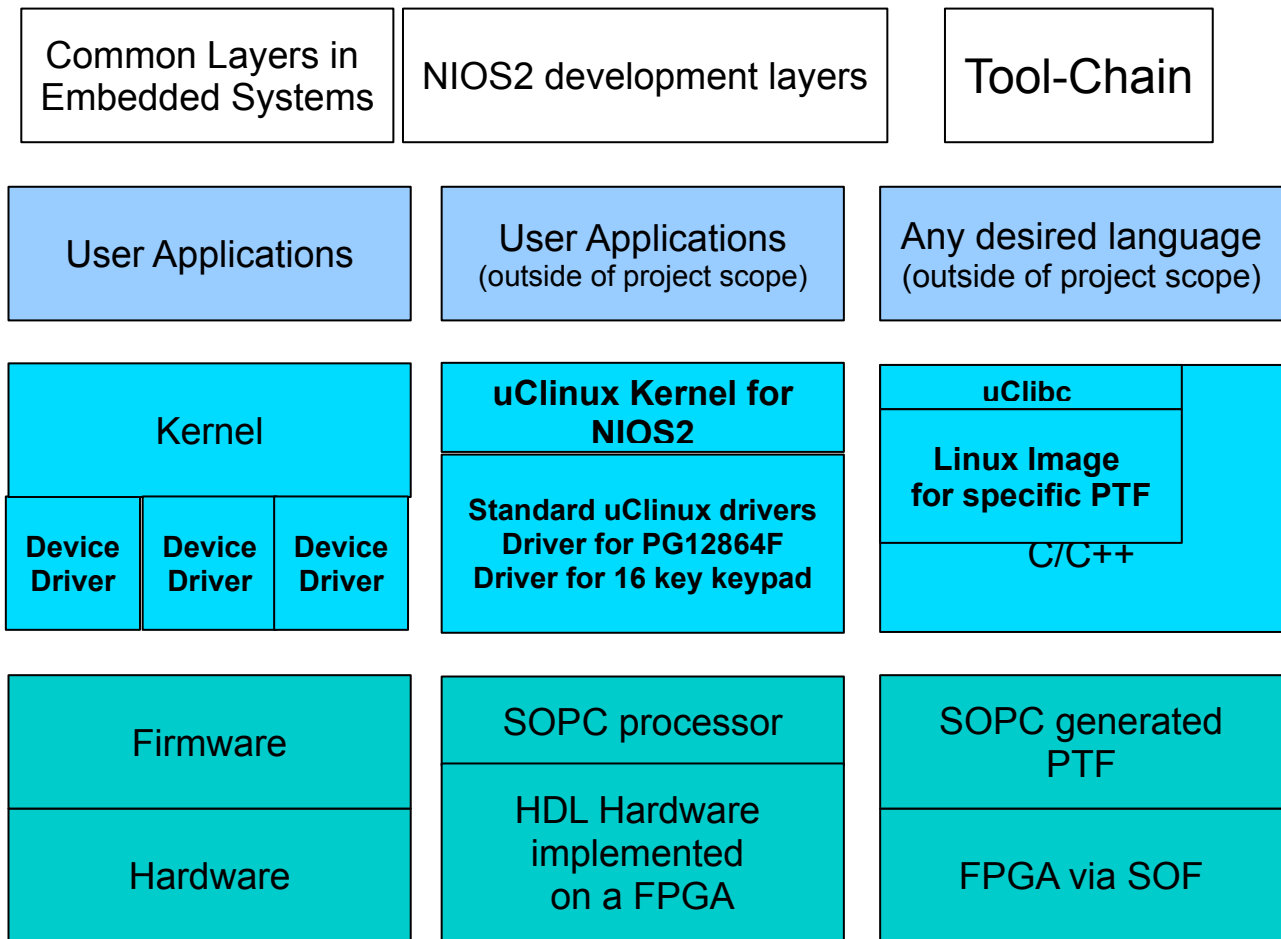 Common Layers in
Embedded Systems
NIOS2 development layers
Tool-Chain
User Applications
User Applications
(outside of project scope)
Any desired language
(outside of project scope)
Kernel
Device
Driver
Device
Driver
Device
Driver
uClinux Kernel for
NIOS2
Standard uClinux drivers
Driver for PG12864F
Driver for 16 key keypad
uClibc
Linux Image
for specific PTF
C/C++
Firmware
Hardware
SOPC processor
HDL Hardware
implemented
on a FPGA
SOPC generated
PTF
FPGA via SOF